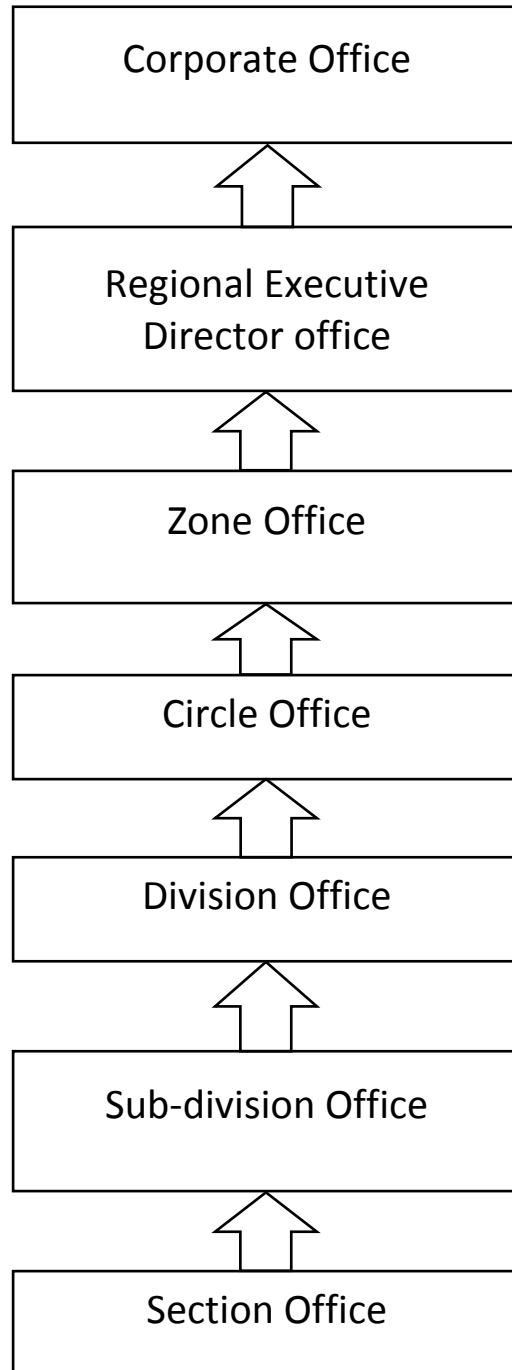 Corporate Office
Regional Executive
Director office
Zone Office
Circle Office
Division Office
Sub-division Office
Section Office